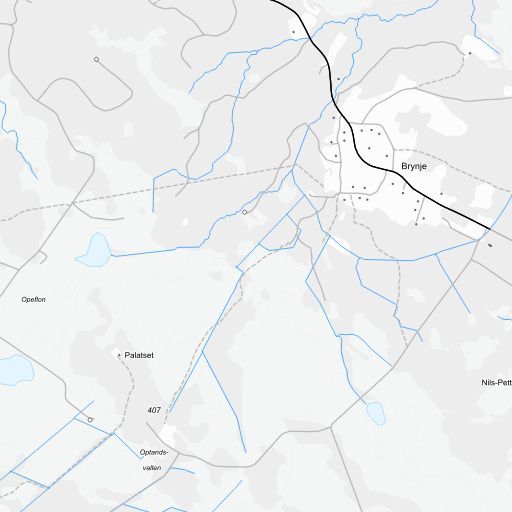 Brynje
Opeflon
Palatset
Nils-Pett
407
Optands-
vallen